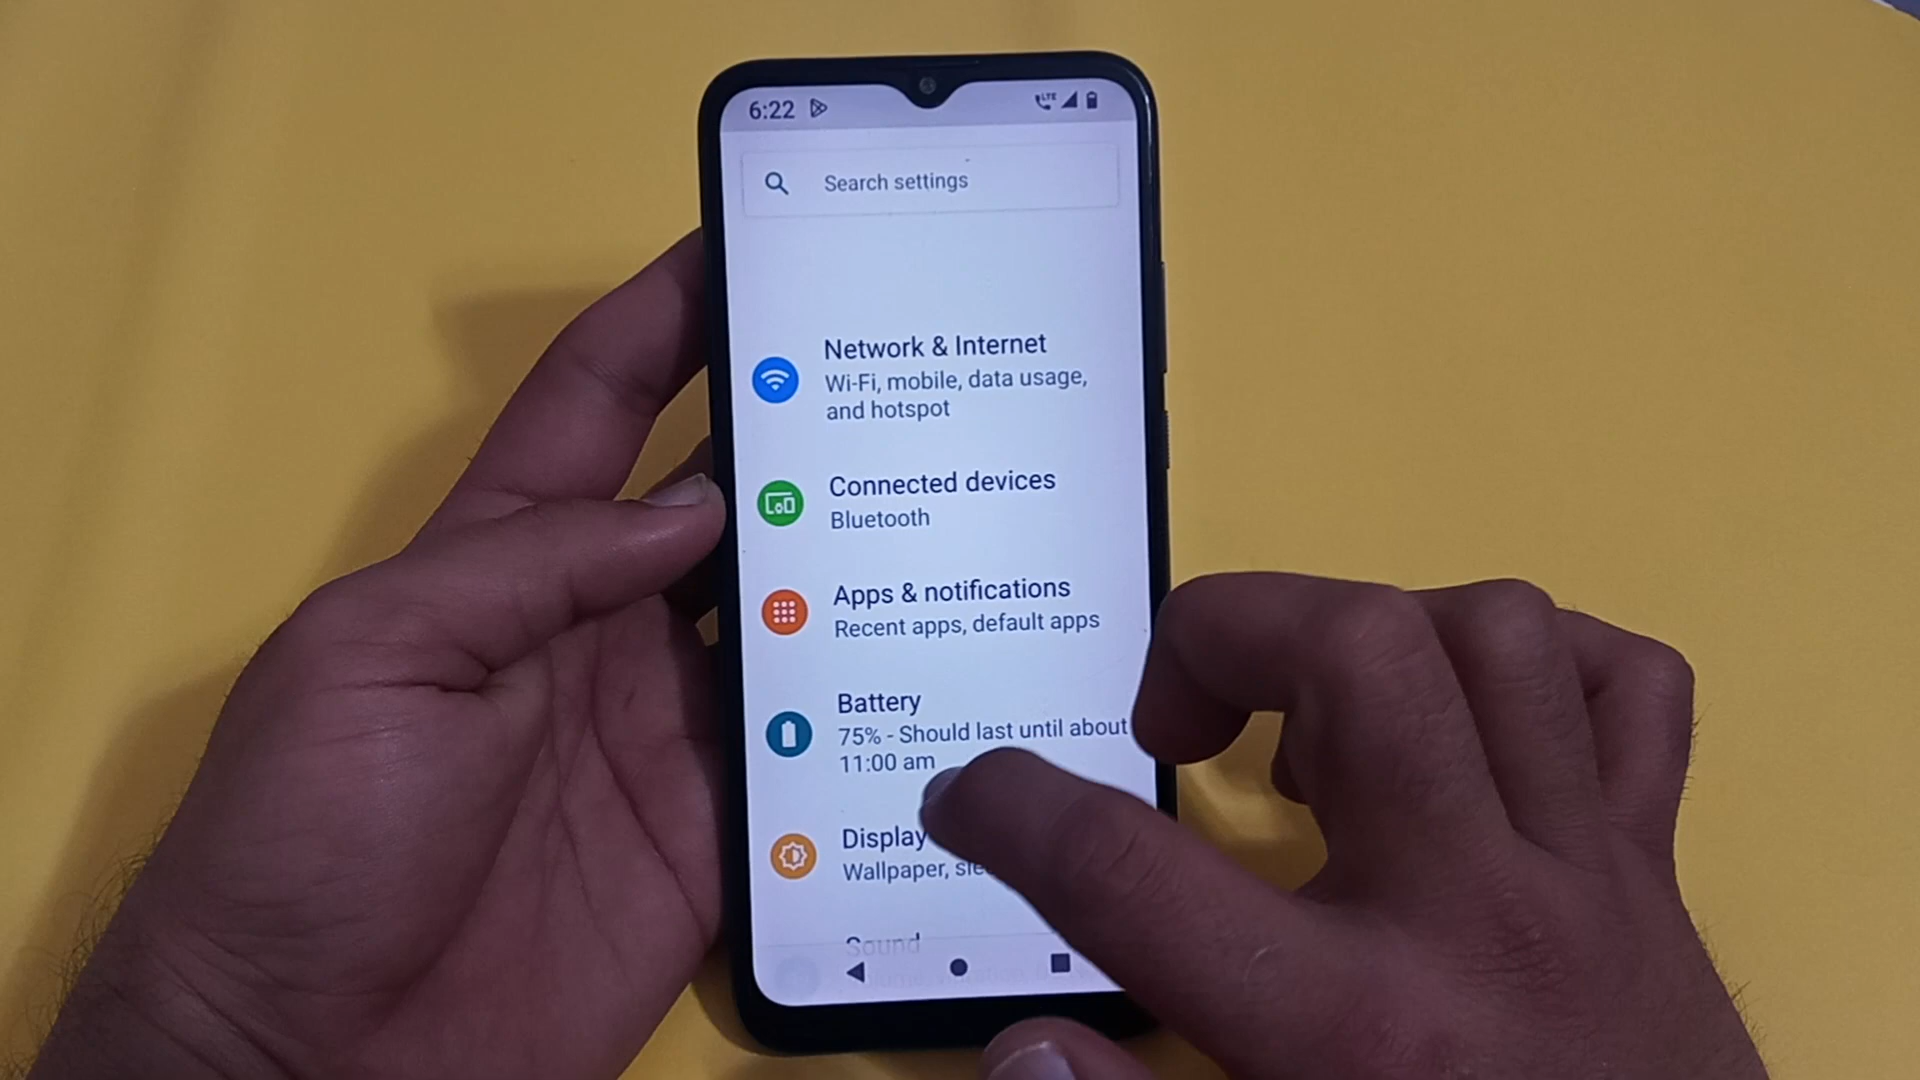 6:22
LTE
Search settings
Network & Internet
Wi-Fi, mobile, data usage,
and hotspot
Connected devices
Bluetooth
Apps & notifications
Recent apps, default apps
Battery
75% - Should last until about
11:00 am
Display
Wallpaper,
Sound